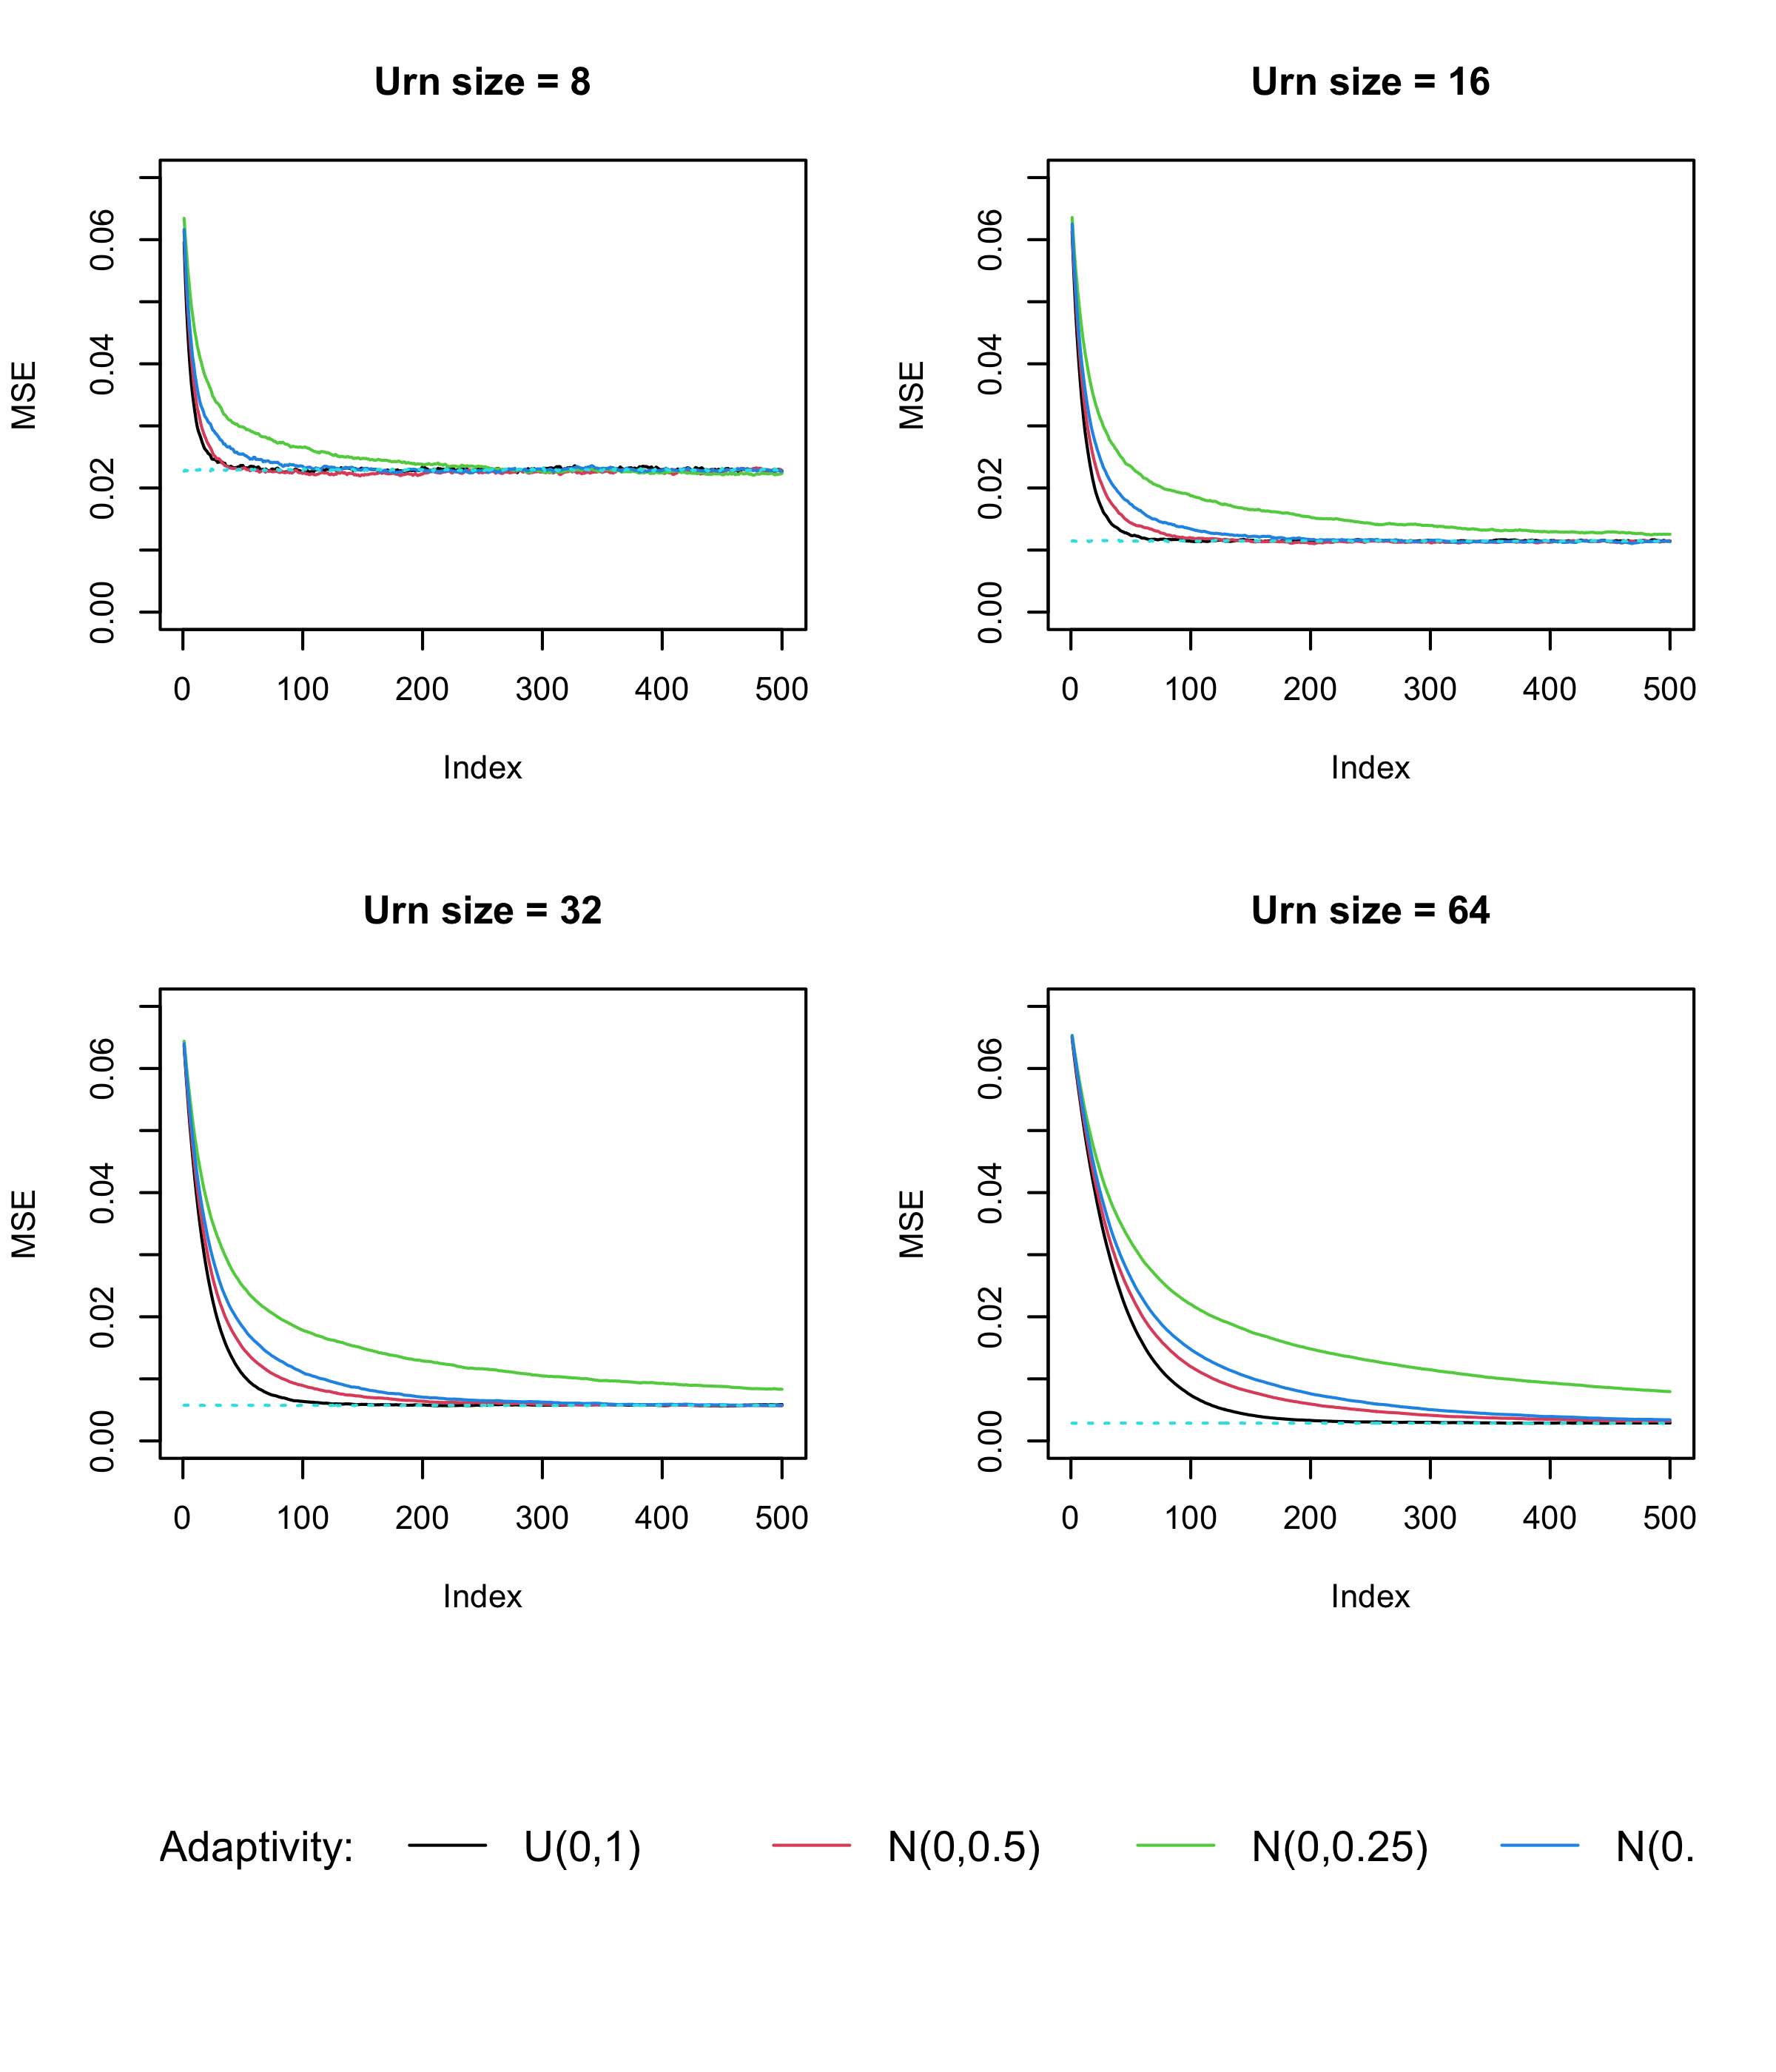 Urn size = 8
MSE
0.00 0.02 0.04 0.06
0 100 200 300 400 500
Index
Urn size = 16
MSE
0.00 0.02 0.04 0.06
0 100 200 300 400 500
Index
Urn size = 32
MSE
0.00 0.02 0.04 0.06
0 100 200 300 400 500
Index
Urn size = 64
MSE
0.00 0.02 0.04 0.06
0 100 200 300 400 500
Index
Adaptivity: U(0,1) N(0,0.5) N(0,0.25) N(0.